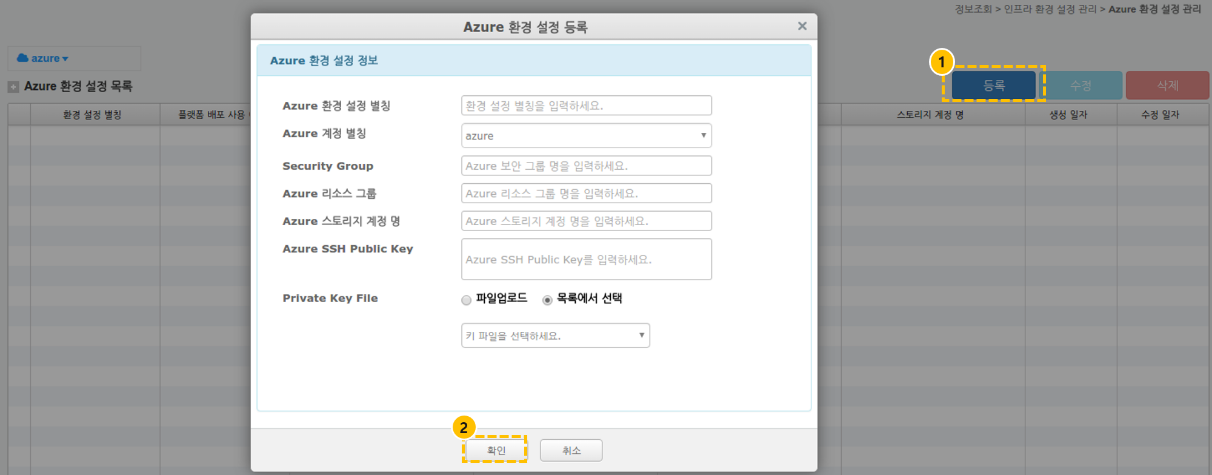 정보조회 > 인프라 환경 설정 관리 > Azure 환경 설정 관리
azure
Azure 환경 설정 목록
1
등록
수정
삭제
환경 설정 별칭
플랫폼 배포 사용
스토리지 계정 명
생성 일자
수정 일자
Azure 환경 설정 등록
×
Azure 환경 설정 정보
Azure 환경 설정 별칭
환경 설정 별칭을 입력하세요.
Azure 계정 별칭
azure
Security Group
Azure 보안 그룹 명을 입력하세요.
Azure 리소스 그룹
Azure 리소스 그룹 명을 입력하세요.
Azure 스토리지 계정 명
Azure 스토리지 계정 명을 입력하세요.
Azure SSH Public Key
Azure SSH Public Key를 입력하세요.
Private Key File
파일업로드
목록에서 선택
키 파일을 선택하세요.
2
확인
취소